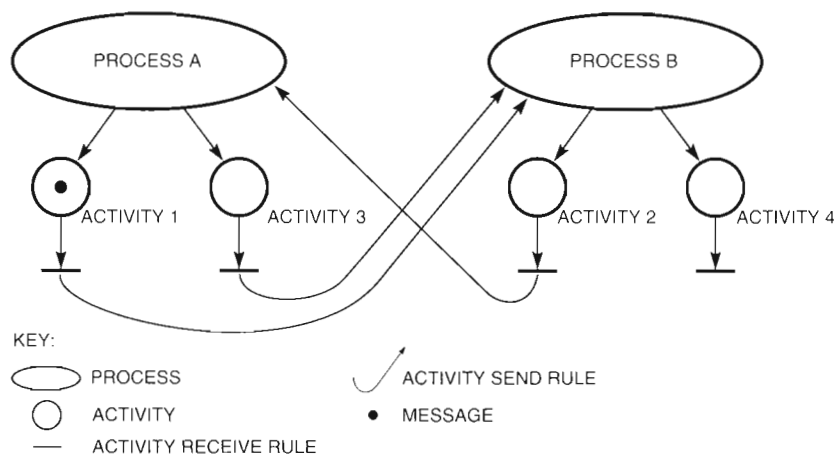 PROCESS A
PROCESS B
ACTIVITY 1
ACTIVITY 3
ACTIVITY 2
ACTIVITY 4
KEY:
PROCESS
ACTIVITY SEND RULE
ACTIVITY
MESSAGE
ACTIVITY RECEIVE RULE